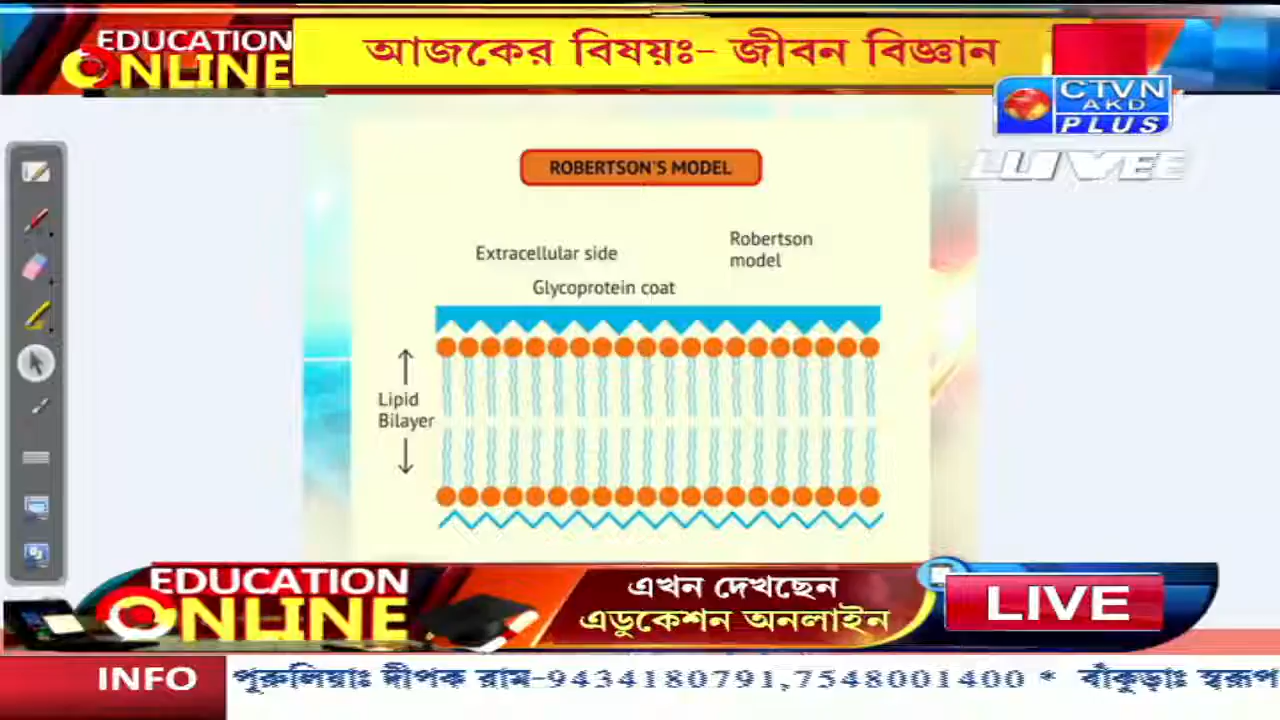 EDUCATION
ONLINE
আজকের বিষয়ঃ- জীবন বিজ্ঞান
CTVN
AKD
PLUS
ROBERTSON'S MODEL
Extracellular side
Robertson
model
Glycoprotein coat
Lipid
Bilayer
EDUCATION
ONLINE
এখন দেখছেন
এডুকেশন অনলাইন
LIVE
INFO
পুরুলিয়াঃ দীপক রাম-9434180791,7548001400 * বাঁকুড়াঃ স্বরূপ